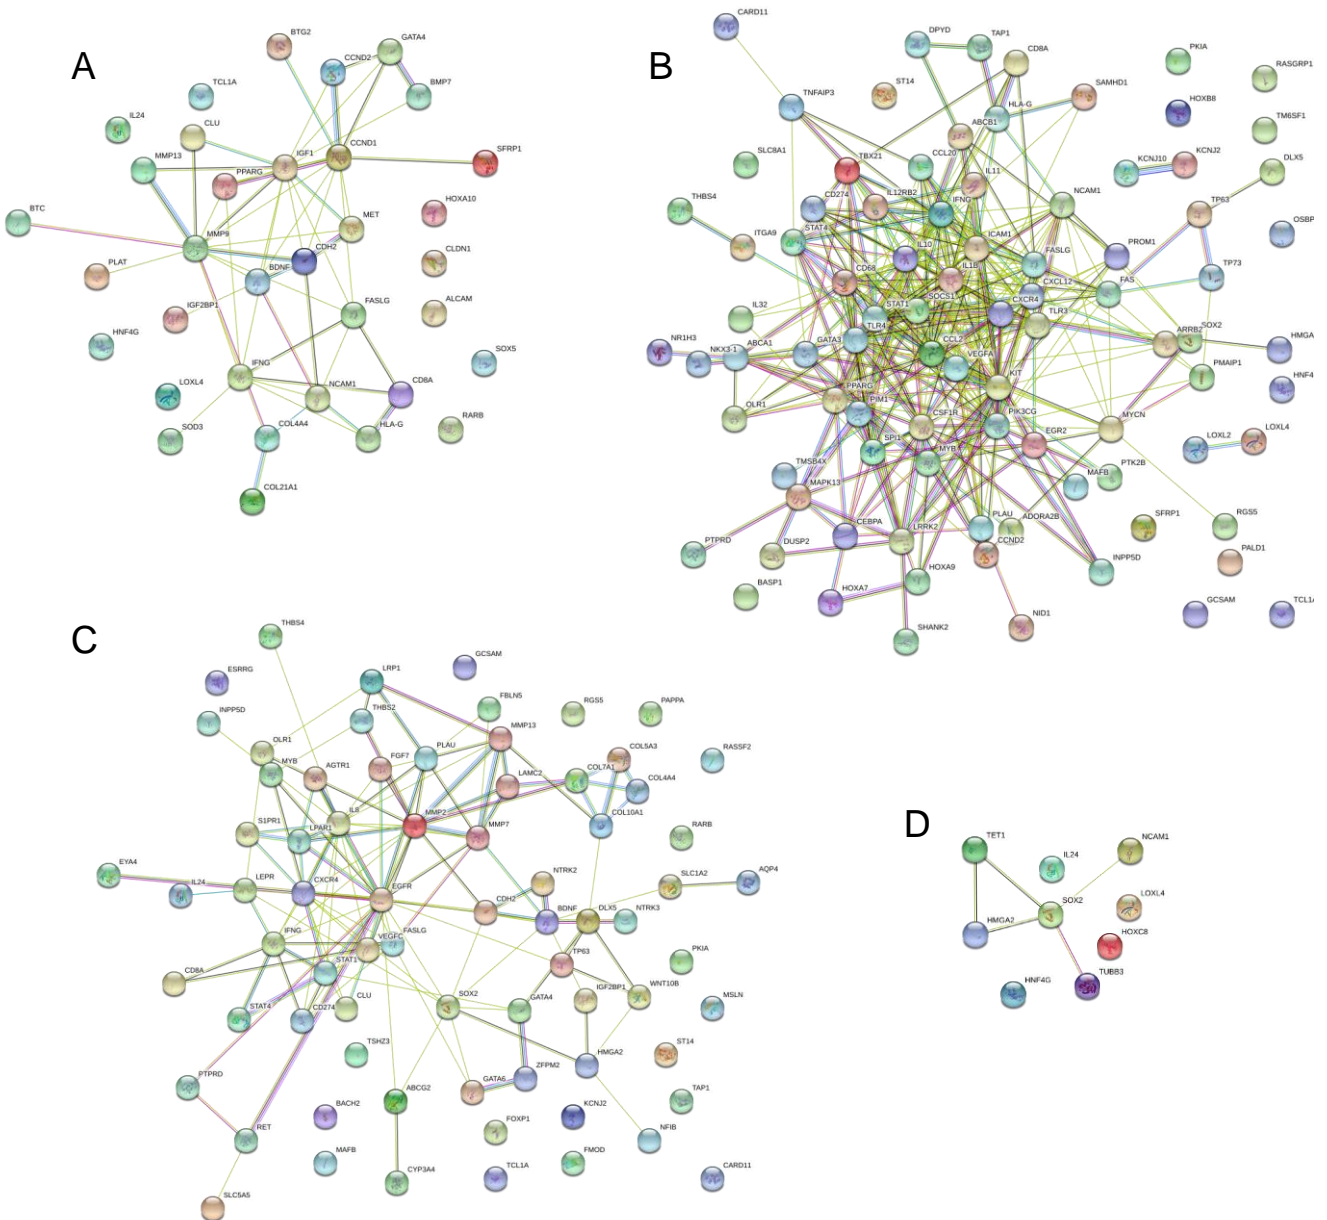 A
BTG2
GATA4
CCND2
BMP7
TCL1A
IL24
CLU
CCND1
SFRP1
MMP13
IGF1
PPARG
HOXA10
BTC
MET
MMP9
CDH2
CLDN1
PLAT
BDNF
ALCAM
IGF2BP1
FASLG
HNF4G
SOX5
IFNG
LOXL4
NCAM1
CD8A
SOD3
COL4A4
HLA-G
RARB
COL21A1
B
CARD11
DPYD
TAP1
CD8A
PKIA
RASGRP1
ST14
SAMHD1
TNFAIP3
HLA-G
HOXB8
TM6SF1
ABCB1
SLC8A1
CCL20
KCNJ10
KCNJ2
DLX5
TBX21
IL11
THBS4
CD274
IL12RB2
IFNG
NCAM1
TP63
OSBP
ITGA9
STAT4
IL10
ICAM1
FASLG
PROM1
TP73
CD68
IL1B
CXCL12
FAS
IL32
STAT1
SOCS1
CXCR4
TLR3
NR1H3
NKX3-1
ABCA1
GATA3
TLR4
CCL2
ARRB2
SOX2
HMGA
VEGFA
PMAIP1
HNF4
OLR1
PPARG
PIM1
KIT
CSF1R
PIK3CG
MYCN
LOXL2
LOXL4
SPI1
MYB
EGR2
TMSB4X
MAFB
PTK2B
MAPK13
PTPRD
DUSP2
CEBPA
LRRK2
PLAU
ADORA2B
SFRP1
RGS5
CCND2
PALD1
BASP1
HOXA7
HOXA9
INPP5D
GCSAM
TCL1
SHANK2
NID1
C
THBS4
ESRRG
LRP1
GCSAM
INPP5D
THBS2
FBLN5
RGS5
PAPPA
OLR1
PLAU
MMP13
MYB
AGTR1
FGF7
LAMC2
COL7A1
COL5A3
RASSF2
COL4A4
S1PR1
LPAR1
IL8
MMP2
MMP7
COL10A1
RARB
EYA4
IL24
LEPR
CXCR4
EGFR
CDH2
NTRK2
SLC1A2
AQP4
BDNF
DLX5
NTRK3
IFNG
VEGFC
FASLG
TP63
PKIA
CD8A
STAT1
IGF2BP1
WNT10B
STAT4
CD274
CLU
SOX2
GATA4
MSLN
TSHZ3
HMGA2
ST14
PTPRD
ABCG2
GATA6
ZFPM2
TAP1
BACH2
KCNJ2
RET
FOXP1
NFIB
MAFB
CYP3A4
TCL1A
FMOD
CARD11
SLC5A5
D
TET1
NCAM1
IL24
LOXL4
SOX2
HMGA2
HOXC8
HNF4G
TUBB3